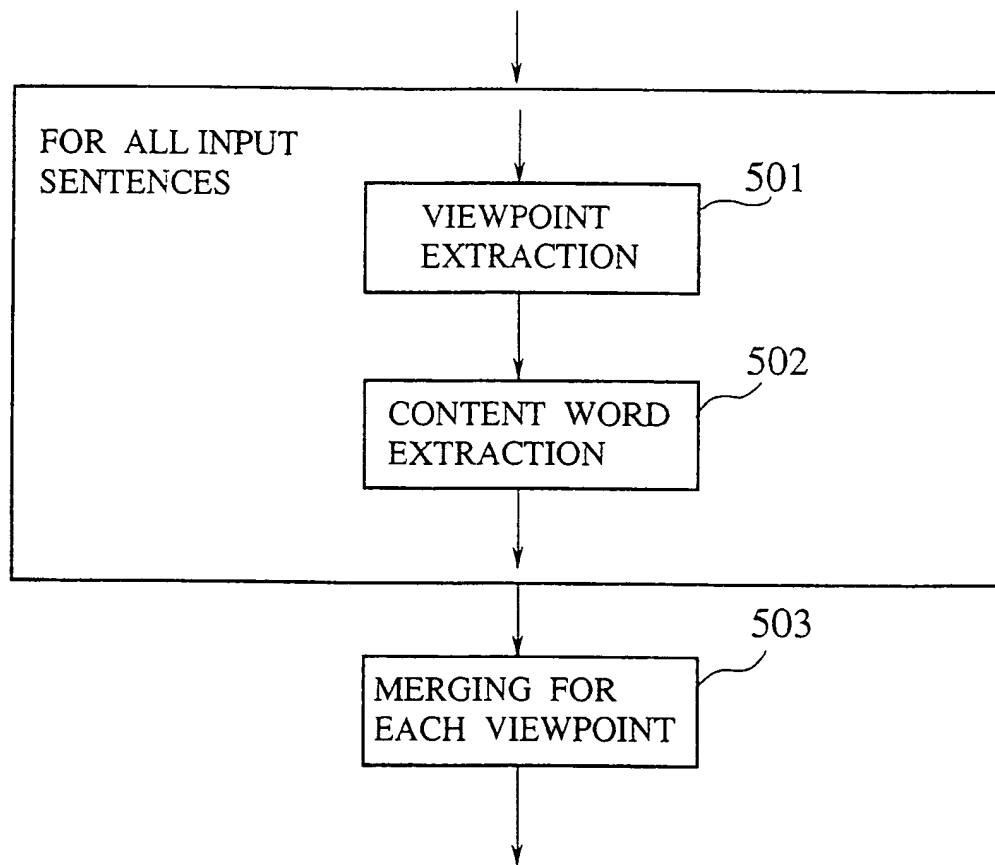 FOR ALL INPUT
SENTENCES
501
VIEWPOINT
EXTRACTION
502
CONTENT WORD
EXTRACTION
503
MERGING FOR
EACH VIEWPOINT